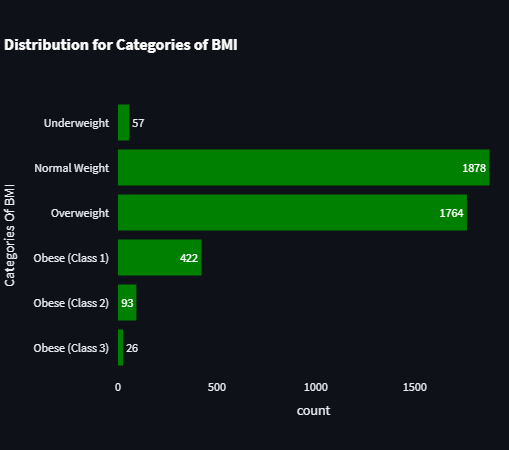 Distribution for Categories of BMI
Categories Of BMI
Underweight 57
Normal Weight 1878
Overweight 1764
Obese (Class 1) 422
Obese (Class 2) 93
Obese (Class 3) 26
0 500 1000 1500
count